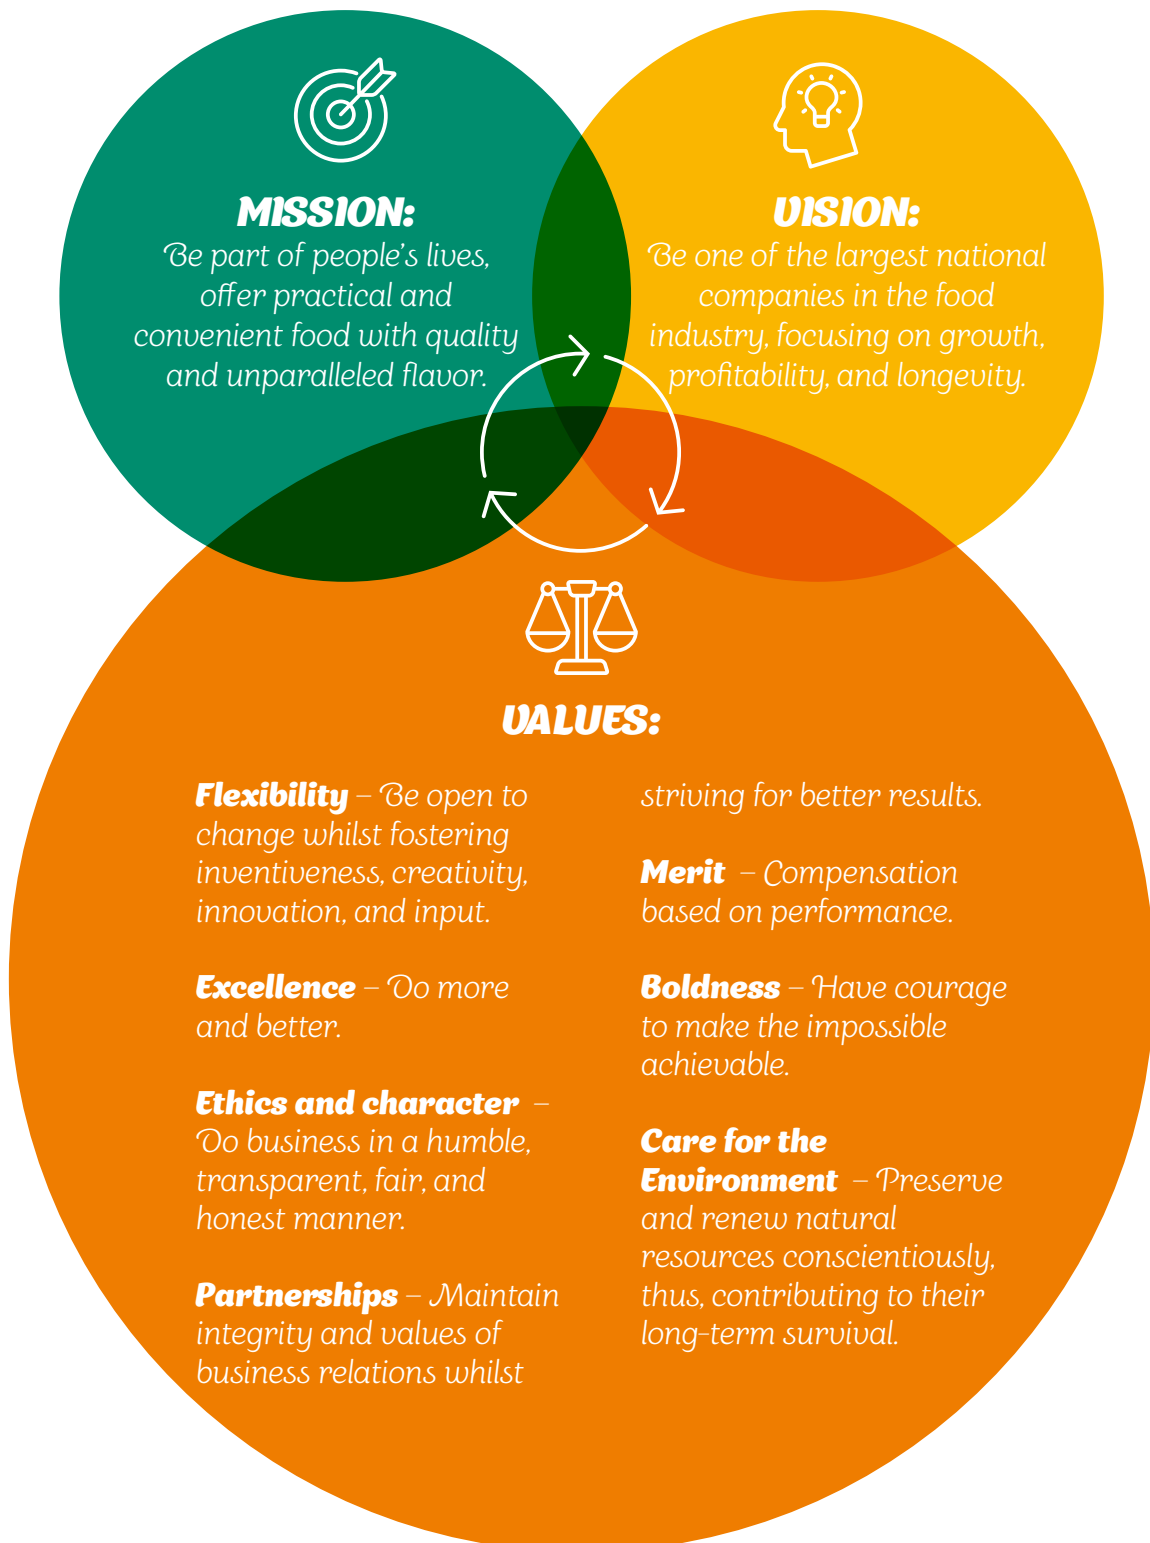 MISSION:
Be part of people's lives,
offer practical and
convenient food with quality
and unparalleled flavor.
VISION:
Be one of the largest national
companies in the food
industry, focusing on growth,
profitability, and longevity.
VALUES:
Flexibility – Be open to
change whilst fostering
inventiveness, creativity,
innovation, and input.
Excellence – Do more
and better.
Ethics and character –
Do business in a humble,
transparent, fair, and
honest manner.
Partnerships – Maintain
integrity and values of
business relations whilst
striving for better results.
Merit – Compensation
based on performance.
Boldness – Have courage
to make the impossible
achievable.
Care for the
Environment – Preserve
and renew natural
resources conscientiously,
thus, contributing to their
long-term survival.